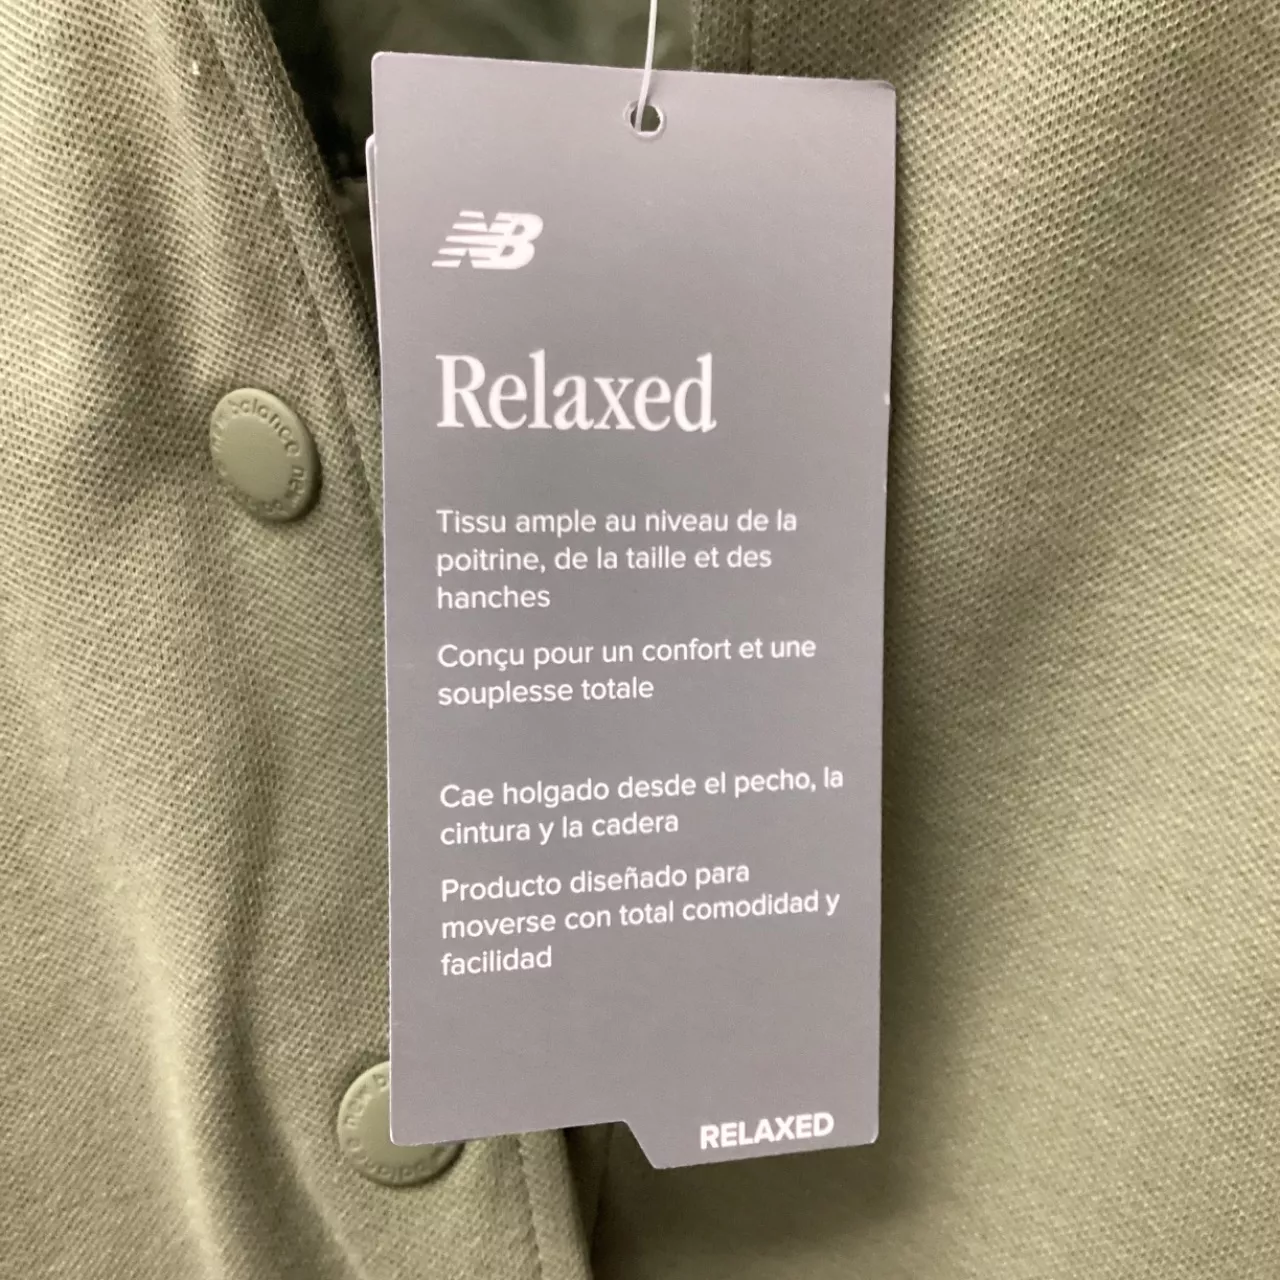 NB
Relaxed
Tissu ample au niveau de la
poitrine, de la taille et des
hanches
Conçu pour un confort et une
souplesse totale
Cae holgado desde el pecho, la
cintura y la cadera
Producto diseñado para
moverse con total comodidad y
facilidad
RELAXED
balance